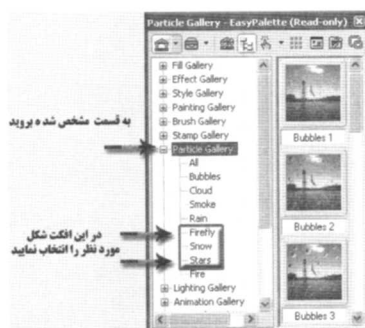 Particle Gallery - EasyPalette (Read-only)
Fill Gallery
Effect Gallery
Style Gallery
Painting Gallery
Brush Gallery
Stamp Gallery
Particle Gallery
All
Bubbles
Cloud
Smoke
Rain
Firefly
Snow
Stars
Fire
Lighting Gallery
Animation Gallery
Bubbles 1
Bubbles 2
Bubbles 3
به قسمت مشخص شده بروید
در این افکت شکل
مورد نظر را انتخاب نمایید